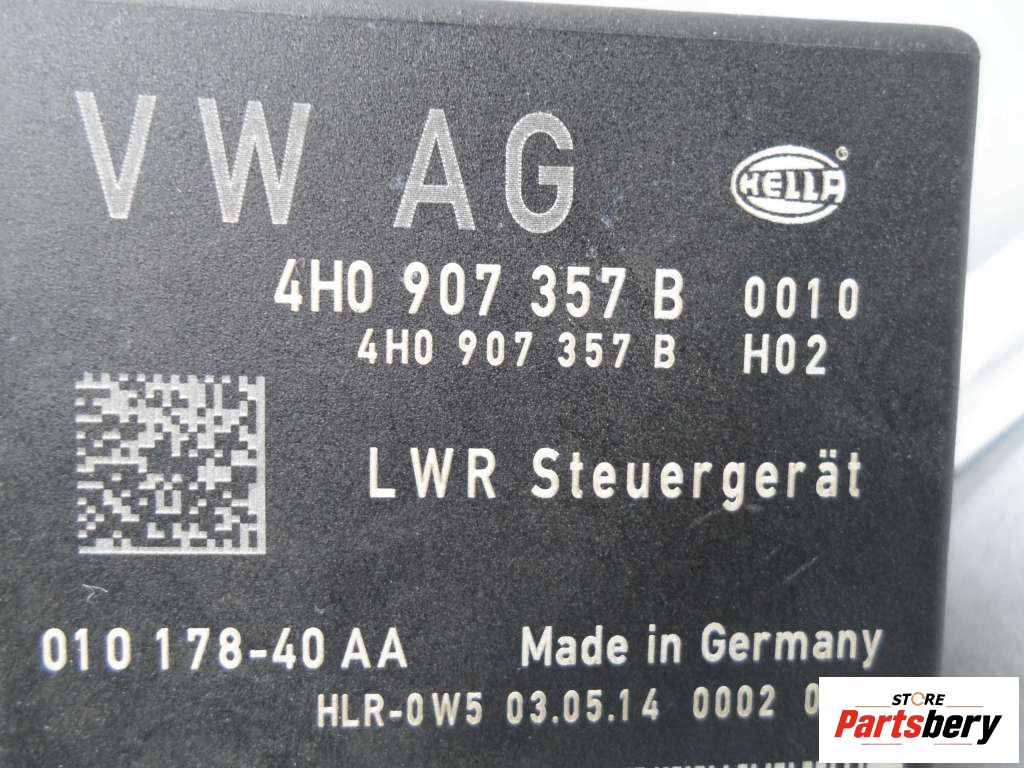 VW AG
HELLA
4H0 907 357 B 0010
4H0 907 357 B H02
LWR Steuergerät
010 178-40 AA Made in Germany
HLR-0W5 03.05.14 0002
STORE
Partsbery